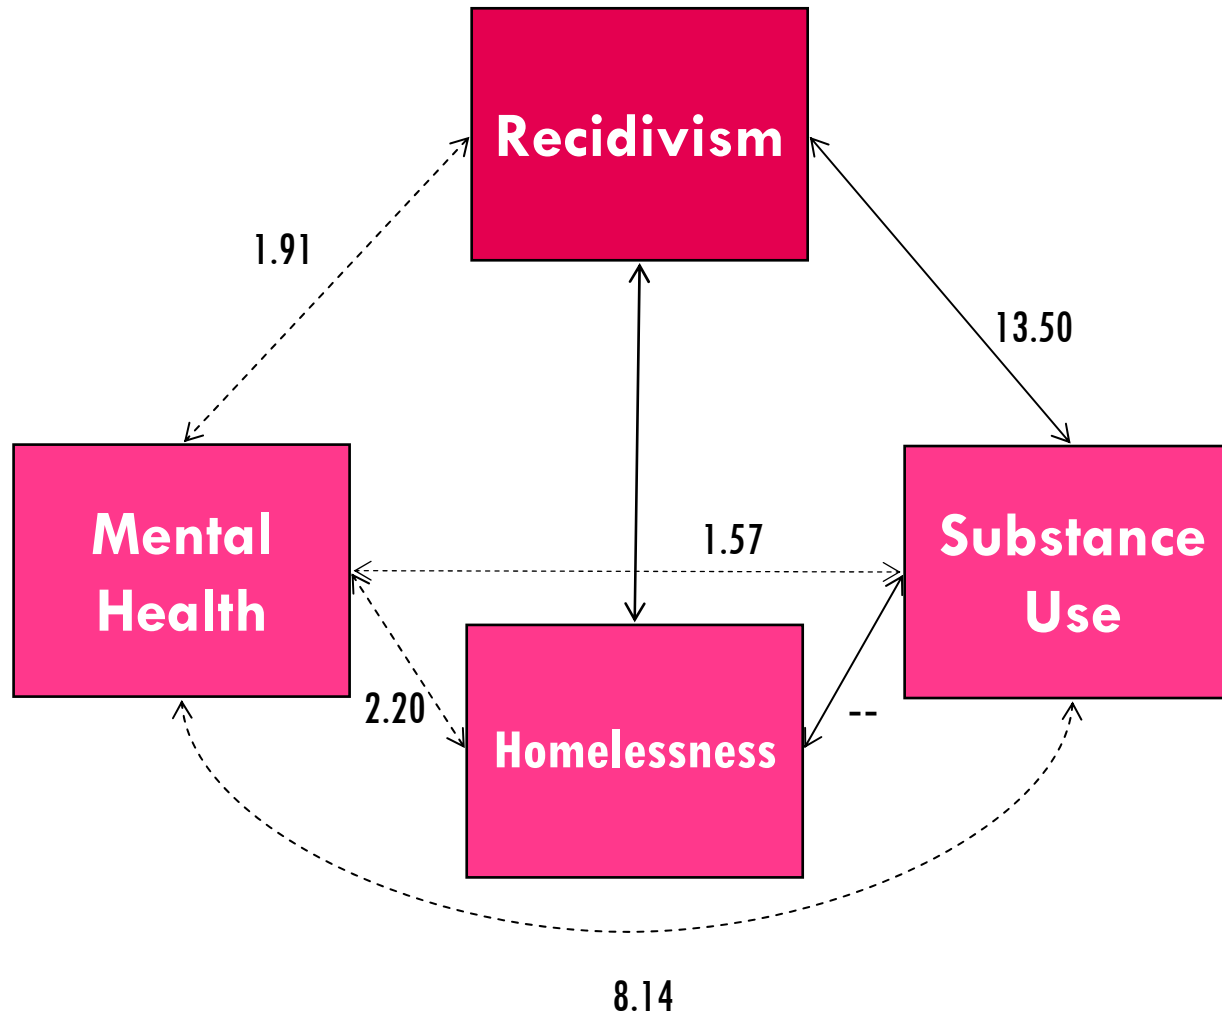 Recidivism
1.91
13.50
Mental
Health
1.57
Substance
Use
2.20
--
Homelessness
8.14